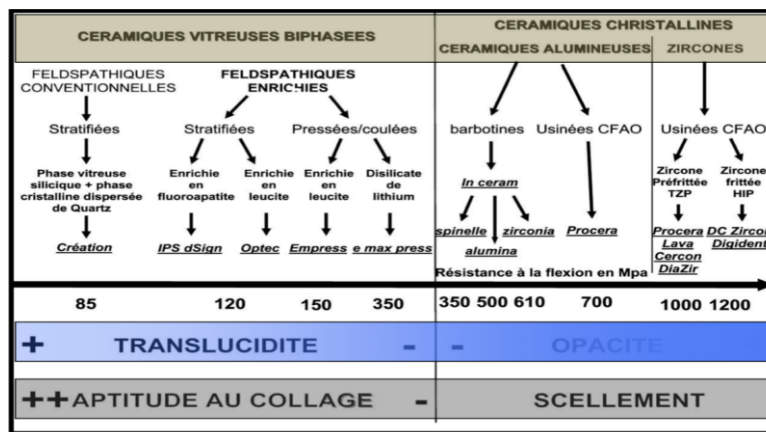 CERAMIQUES VITREUSES BIPHASEES
CERAMIQUES CHRISTALLINES
CERAMIQUES ALUMINEUSES
ZIRCONES
FELDSPATHIQUES
CONVENTIONNELLES
FELDSPATHIQUES
ENRICHIES
Stratifiées
Stratifiées
Pressées/coulées
barbotines
Usinées CFAO
Usinées CFAO
Phase vitreuse
silicique + phase
cristalline dispersée
de Quartz
Enrichie
en
fluoroapatite
Enrichie
en
leucite
Enrichie
en
leucite
Disilicate
de
lithium
In ceram
Zircone
Préfrittée
TZP
Zircone
frittée
HIP
Création
IPS dSign
Optec
Empress
e max press
spinelle
zirconia
alumina
Procera
Procera
Lava
Cercon
DiaZir
DC Zircon
Digident
Résistance à la flexion en Mpa
85 120 150 350 350 500 610 700 1000 1200
+ TRANSLUCIDITE - - OPACITE
++ APTITUDE AU COLLAGE - SCELLEMENT